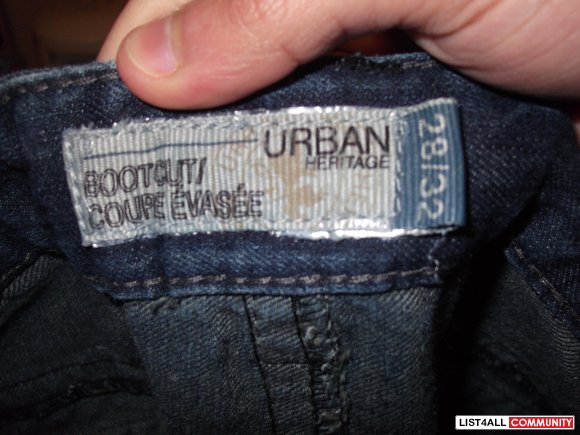 URBAN
HERITAGE
BOOTCUT/
COUPE ÉVASÉE
28/32
LIST4ALL COMMUNITY